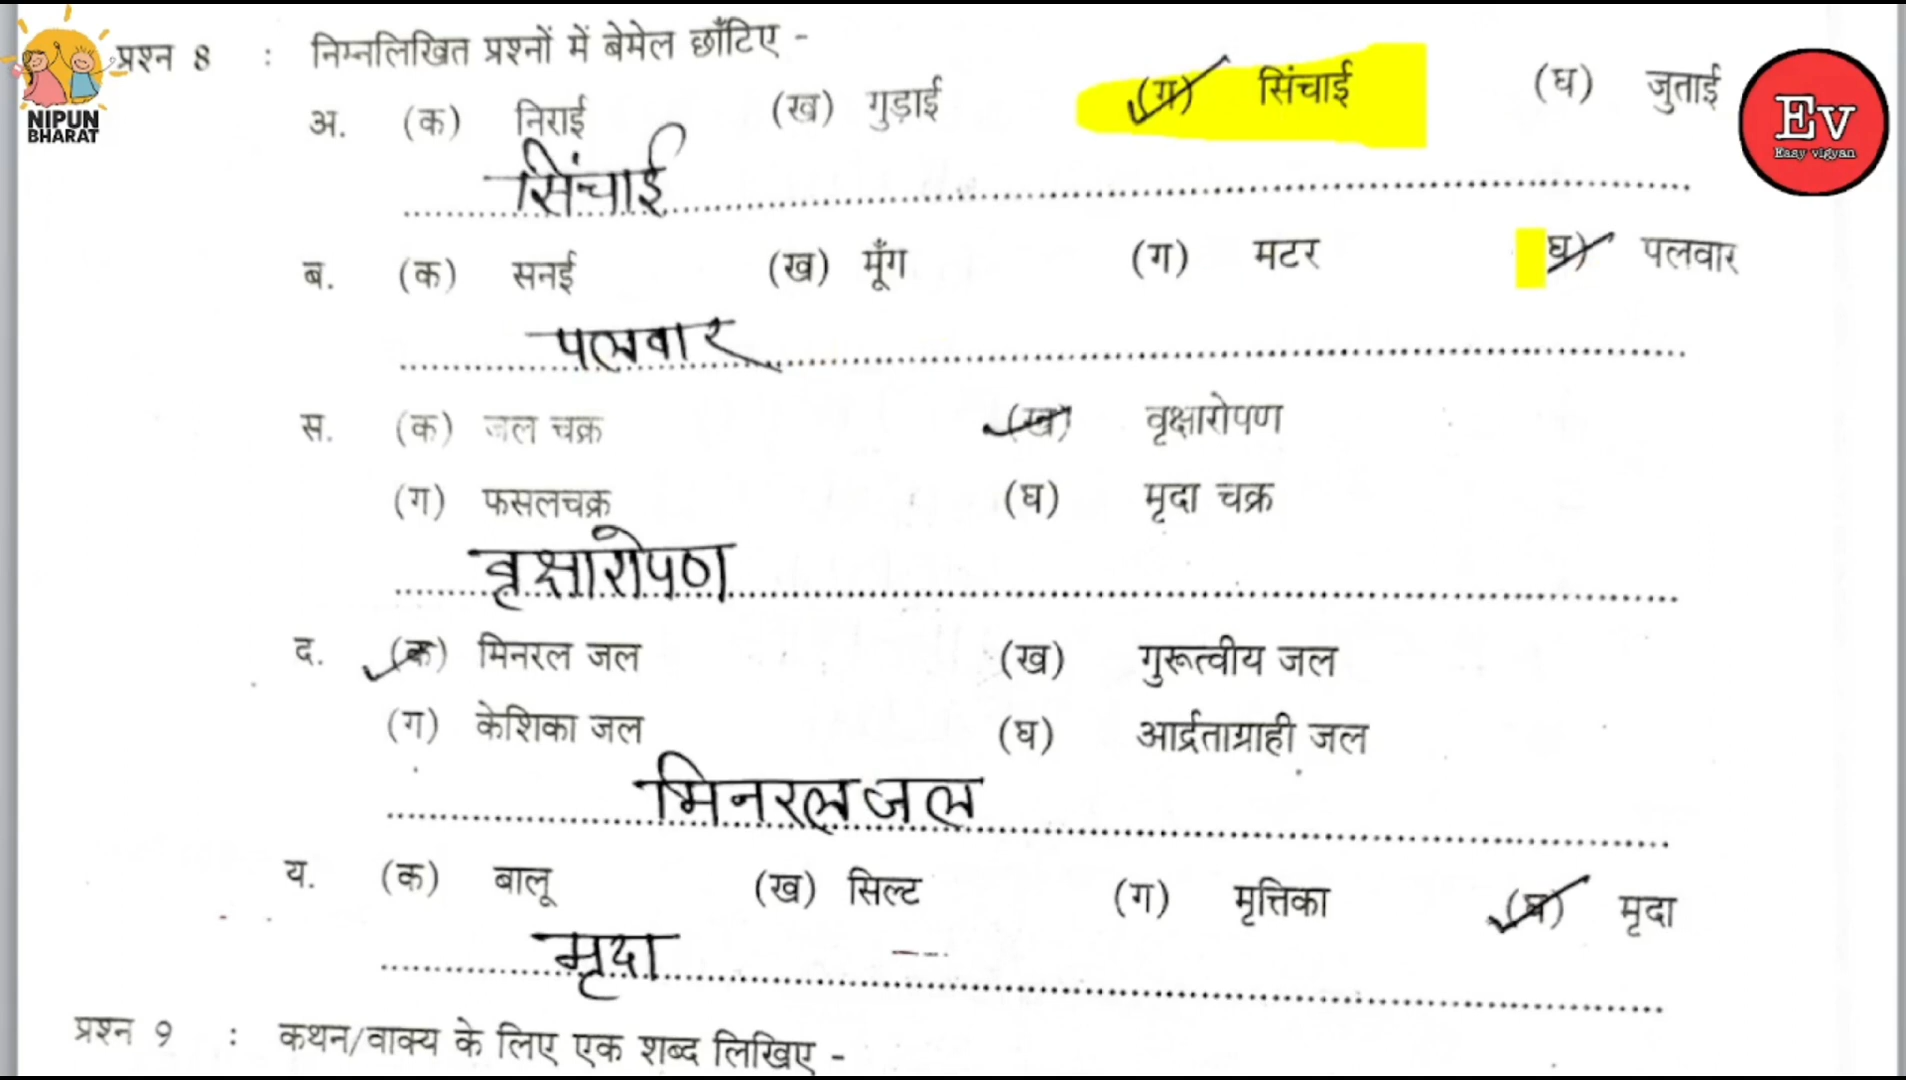 NIPUN
BHARAT
प्रश्न 8 : निम्नलिखित प्रश्नों में बेमेल छाँटिए -
अ. (क) निराई (ख) गुड़ाई (ग) सिंचाई (घ) जुताई
Ev
Easy vigyan
सिंचाई
ब. (क) सनई (ख) मूँग (ग) मटर (घ) पलवार
पलवार
स. (क) जल चक्र (ख) वृक्षारोपण
(ग) फसलचक्र (घ) मृदा चक्र
वृक्षारोपण
द. (क) मिनरल जल (ख) गुरूत्वीय जल
(ग) केशिका जल (घ) आर्द्रताग्राही जल
मिनरल जल
य. (क) बालू (ख) सिल्ट (ग) मृत्तिका (घ) मृदा
मृदा
प्रश्न 9 : कथन/वाक्य के लिए एक शब्द लिखिए -